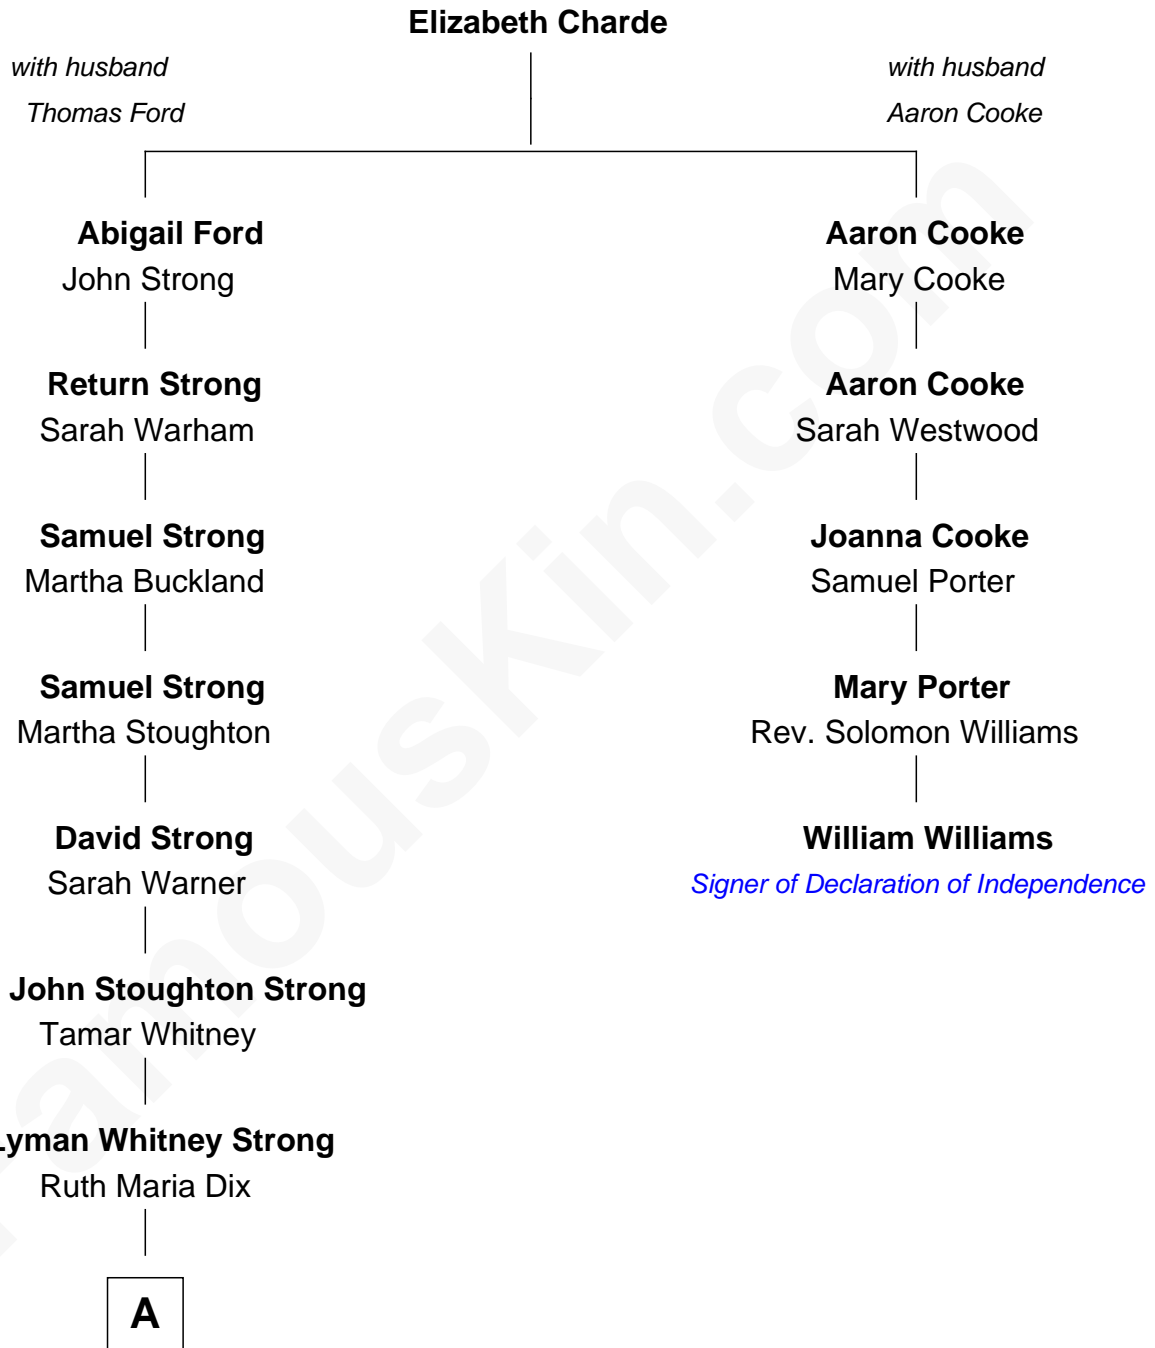 Elizabeth Charde
with husband
Thomas Ford
with husband
Aaron Cooke
Abigail Ford
John Strong
Aaron Cooke
Mary Cooke
Return Strong
Sarah Warham
Aaron Cooke
Sarah Westwood
Samuel Strong
Martha Buckland
Joanna Cooke
Samuel Porter
Samuel Strong
Martha Stoughton
Mary Porter
Rev. Solomon Williams
David Strong
Sarah Warner
William Williams
Signer of Declaration of Independence
John Stoughton Strong
Tamar Whitney
Lyman Whitney Strong
Ruth Maria Dix
A
FamousKin.com